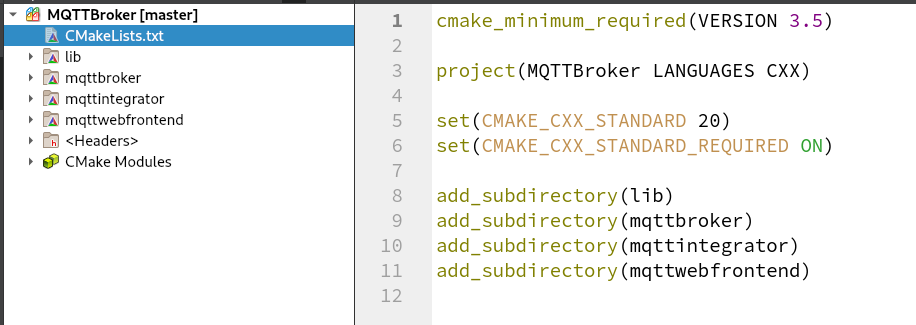 MQTTBroker [master]
CMakeLists.txt
lib
mqttbroker
mqttintegrator
mqttwebfrontend
<Headers>
CMake Modules
1 cmake_minimum_required(VERSION 3.5)
2
3 project(MQTTBroker LANGUAGES CXX)
4
5 set(CMAKE_CXX_STANDARD 20)
6 set(CMAKE_CXX_STANDARD_REQUIRED ON)
7
8 add_subdirectory(lib)
9 add_subdirectory(mqttbroker)
10 add_subdirectory(mqttintegrator)
11 add_subdirectory(mqttwebfrontend)
12